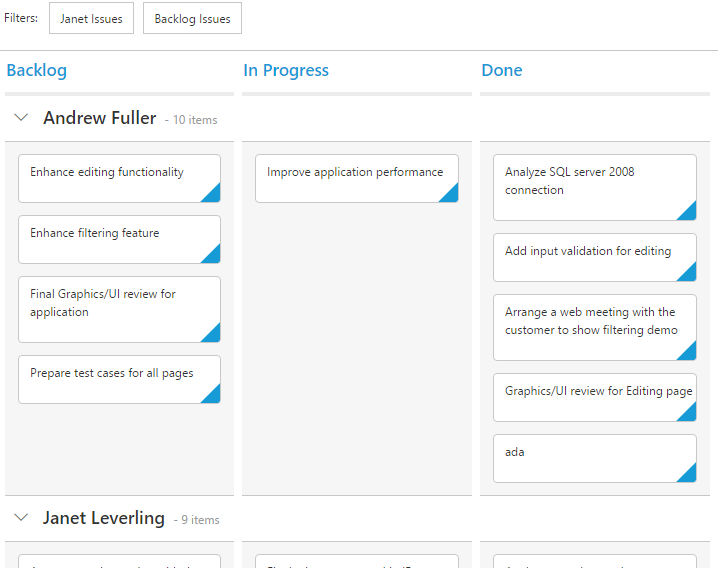 Filters: Janet Issues Backlog Issues
Backlog In Progress Done
Andrew Fuller - 10 items
Enhance editing functionality
Enhance filtering feature
Final Graphics/UI review for
application
Prepare test cases for all pages
Improve application performance
Analyze SQL server 2008
connection
Add input validation for editing
Arrange a web meeting with the
customer to show filtering demo
Graphics/UI review for Editing page
ada
Janet Leverling - 9 items